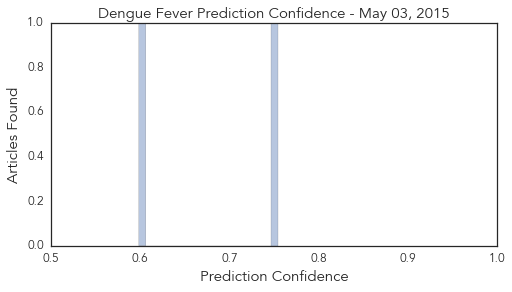 Dengue Fever Prediction Confidence - May 03, 2015
1.0
0.8
0.6
0.4
0.2
0.0
Articles Found
0.5 0.6 0.7 0.8 0.9 1.0
Prediction Confidence